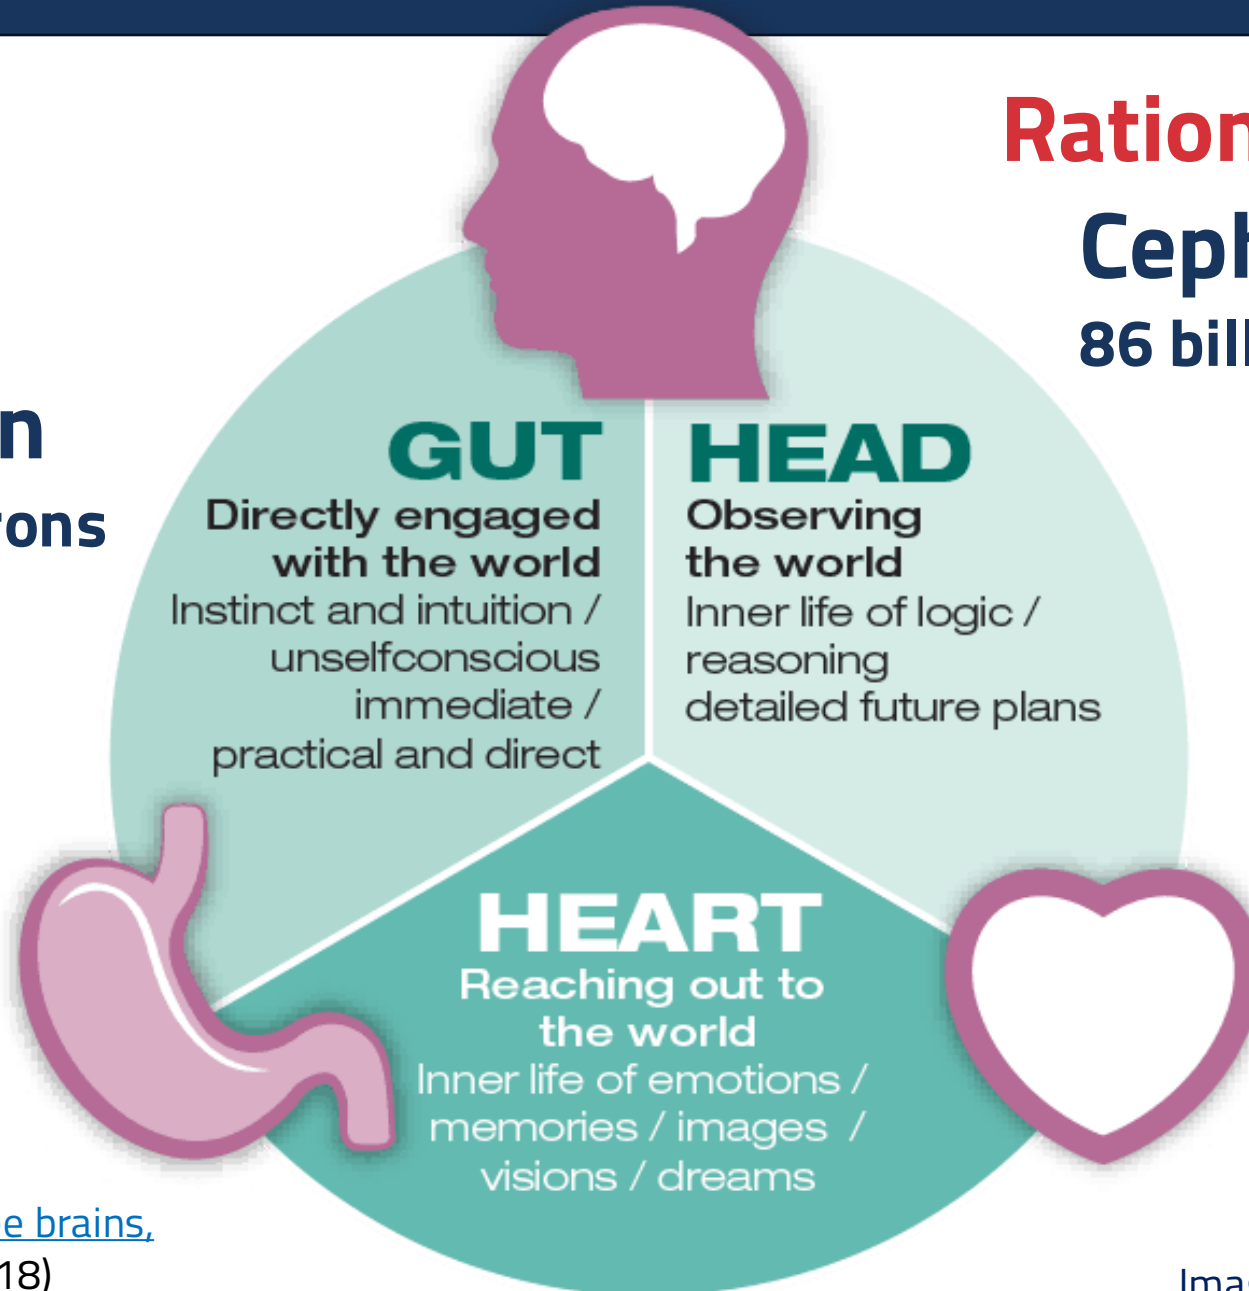 Ration
Ceph
86 bill
n
rons
GUT
Directly engaged
with the world
Instinct and intuition /
unselfconscious
immediate /
practical and direct
HEAD
Observing
the world
Inner life of logic /
reasoning
detailed future plans
HEART
Reaching out to
the world
Inner life of emotions /
memories / images /
visions / dreams
e brains,
18)
Imag